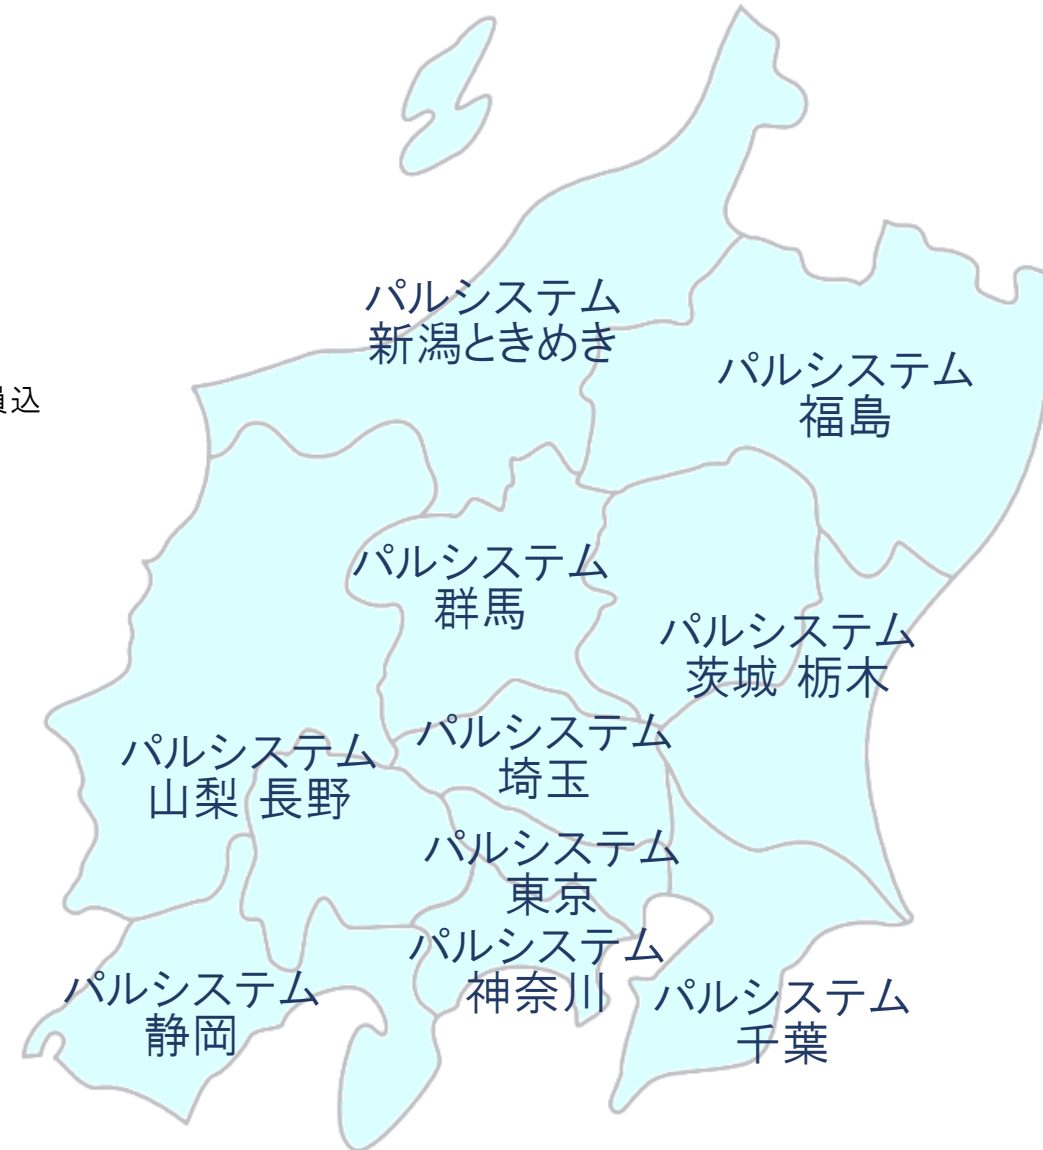 パルシステム
新潟ときめき
パルシステム
福島
員込
パルシステム
群馬
パルシステム
茨城 栃木
パルシステム
埼玉
パルシステム
山梨 長野
パルシステム
東京
パルシステム
神奈川
パルシステム
静岡
パルシステム
千葉